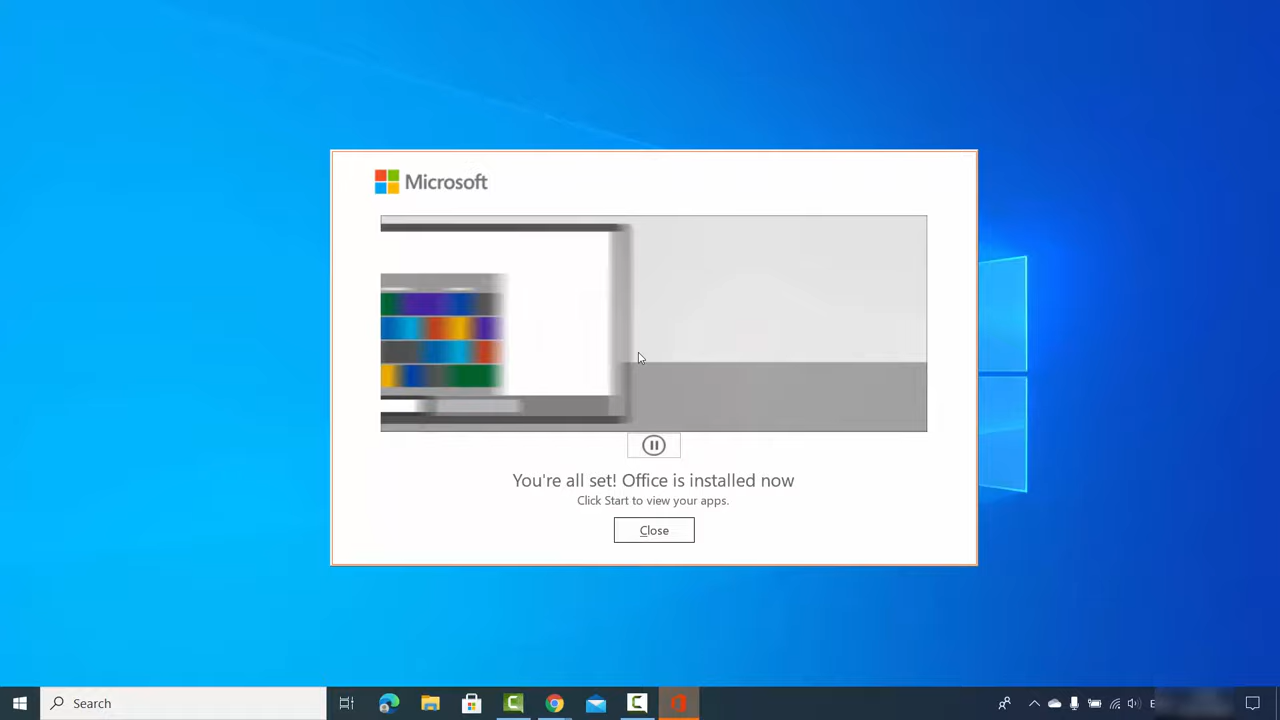 Microsoft
You're all set! Office is installed now
Click Start to view your apps.
Close
Search